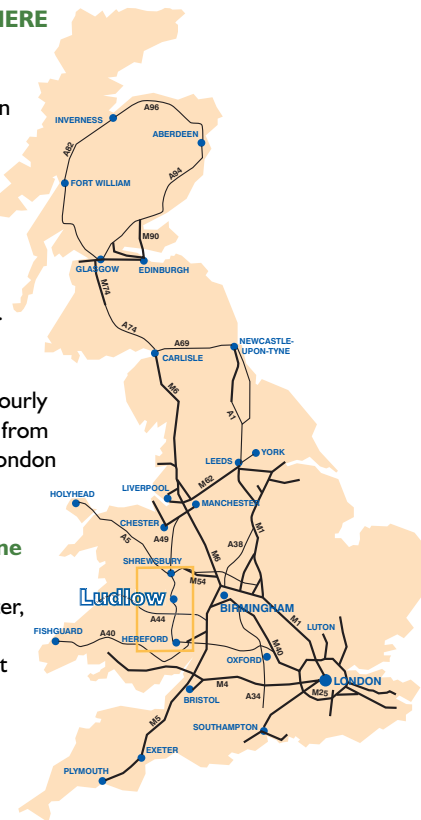 HERE
n
.
ourly
from
ondon
ne
ter,
t
A96
INVERNESS
ABERDEEN
A82
A94
FORT WILLIAM
M90
GLASGOW
EDINBURGH
M74
A74
A69
NEWCASTLE-
UPON-TYNE
CARLISLE
M6
A1
YORK
LEEDS
M62
LIVERPOOL
HOLYHEAD
MANCHESTER
CHESTER
M1
A5
A49
A38
M6
SHREWSBURY
M54
Ludlow
BIRMINGHAM
A44
M1
LUTON
FISHGUARD
A40
HEREFORD
M40
OXFORD
M4
LONDON
M25
A34
BRISTOL
M5
SOUTHAMPTON
EXETER
PLYMOUTH